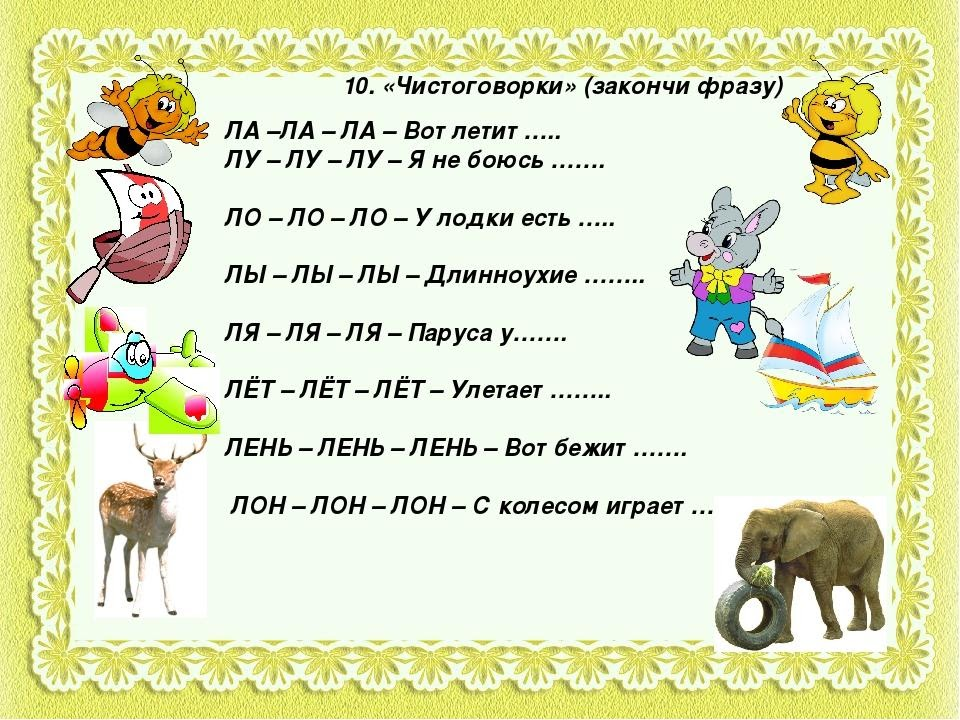 10. «Чистоговорки» (закончи фразу)
ЛА –ЛА – ЛА – Вот летит …..
ЛУ – ЛУ – ЛУ – Я не боюсь …….
ЛО – ЛО – ЛО – У лодки есть …..
ЛЫ – ЛЫ – ЛЫ – Длинноухие ……..
ЛЯ – ЛЯ – ЛЯ – Паруса у…….
ЛЁТ – ЛЁТ – ЛЁТ – Улетает ……..
ЛЕНЬ – ЛЕНЬ – ЛЕНЬ – Вот бежит …….
ЛОН – ЛОН – ЛОН – С колесом играет …